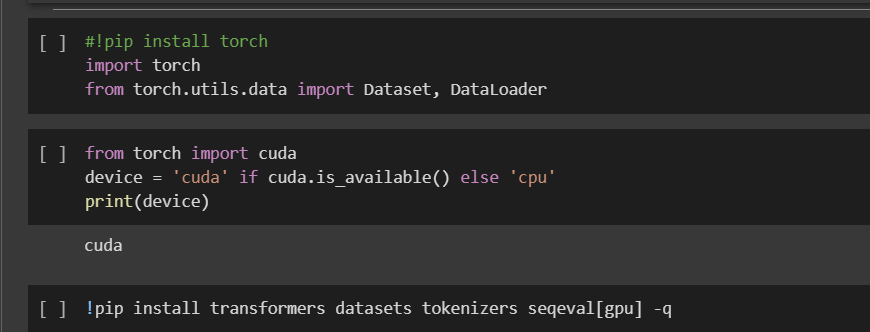 [ ] #!pip install torch
import torch
from torch.utils.data import Dataset, DataLoader
[ ] from torch import cuda
device = 'cuda' if cuda.is_available() else 'cpu'
print(device)
cuda
[ ] !pip install transformers datasets tokenizers seqeval[gpu] -q